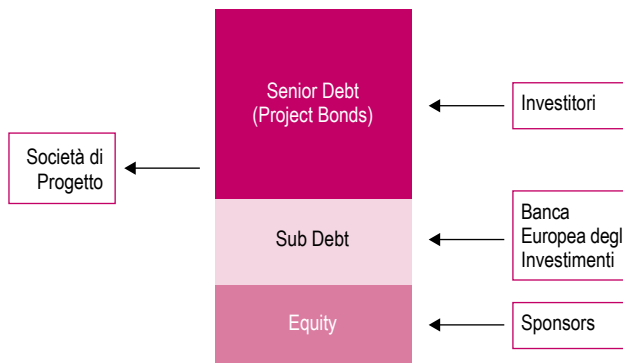 Senior Debt
(Project Bonds)
Investitori
Società di
Progetto
Sub Debt
Banca
Europea degl
Investimenti
Equity
Sponsors